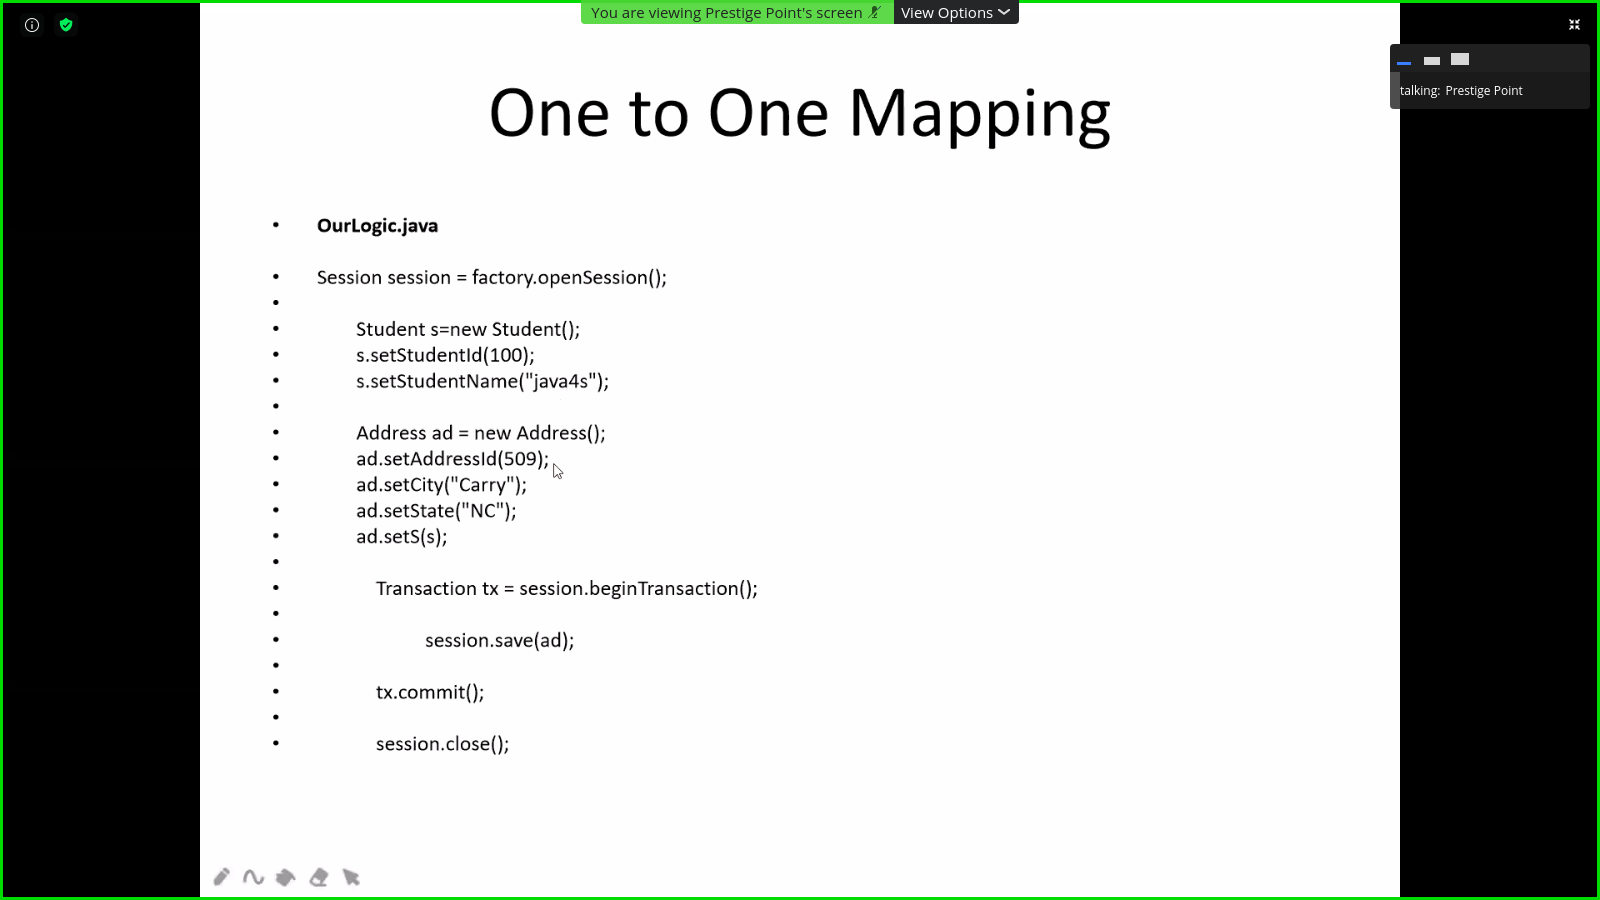 You are viewing Prestige Point's screen View Options
talking: Prestige Point
One to One Mapping
• OurLogic.java
• Session session = factory.openSession();
•
• Student s=new Student();
• s.setStudentId(100);
• s.setStudentName("java4s");
•
• Address ad = new Address();
• ad.setAddressId(509);
• ad.setCity("Carry");
• ad.setState("NC");
• ad.setS(s);
•
• Transaction tx = session.beginTransaction();
•
• session.save(ad);
•
• tx.commit();
•
• session.close();